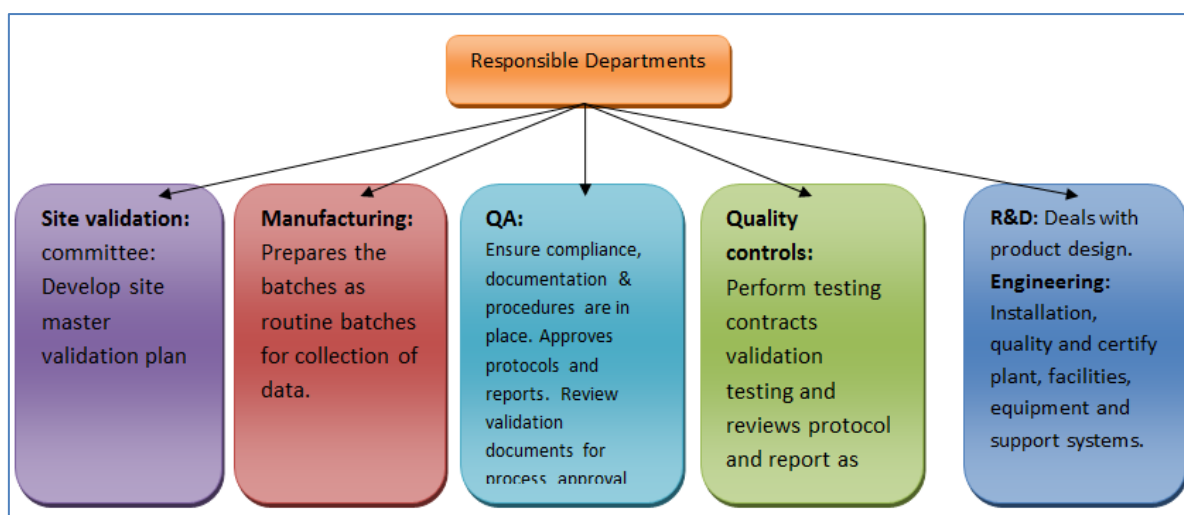 Responsible Departments
Site validation:
committee:
Develop site
master
validation plan
Manufacturing:
Prepares the
batches as
routine batches
for collection of
data.
QA:
Ensure compliance,
documentation &
procedures are in
place. Approves
protocols and
reports. Review
validation
documents for
process approval
Quality
controls:
Perform testing
contracts
validation
testing and
reviews protocol
and report as
R&D: Deals with
product design.
Engineering:
Installation,
quality and certify
plant, facilities,
equipment and
support systems.